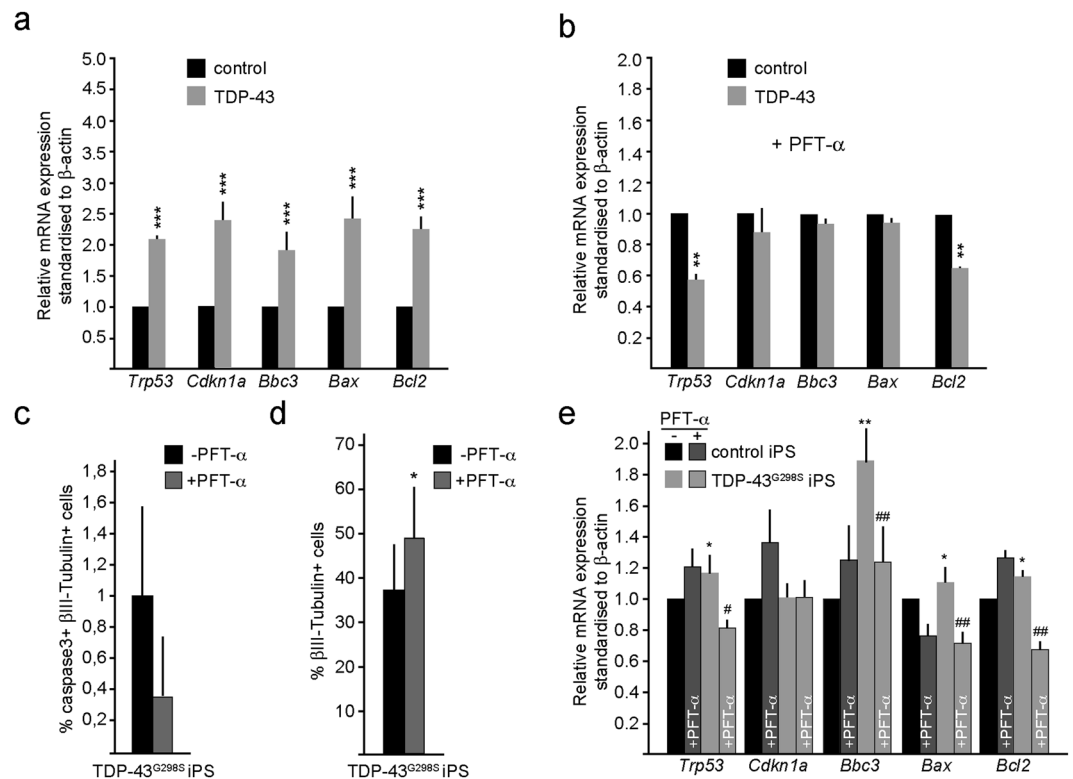 a
Relative mRNA expression
standardised to β-actin
5.0
4.5
4.0
3.5
3.0
2.5
2.0
1.5
1.0
0.5
control
TDP-43
***
***
***
***
***
Trp53 Cdkn1a Bbc3 Bax Bcl2
b
Relative mRNA expression
standardised to β-actin
2.0
1.8
1.6
1.4
1.2
1.0
0.8
0.6
0.4
0.2
control
TDP-43
+ PFT-α
**
**
Trp53 Cdkn1a Bbc3 Bax Bcl2
c
% caspase3+ βIII-Tubulin+ cells
1,8
1,6
1,4
1,2
1,0
0,8
0,6
0,4
0,2
-PFT-α
+PFT-α
TDP-43G298S iPS
d
% βIII-Tubulin+ cells
70
60
50
40
30
20
10
-PFT-α
+PFT-α
*
TDP-43G298S iPS
e
Relative mRNA expression
standardised to β-actin
2.0
1.8
1.6
1.4
1.2
1.0
0.8
0.6
0.4
0.2
PFT-α
- +
control iPS
TDP-43G298S iPS
* # ** ## * ## * ##
+PFT-α +PFT-α +PFT-α +PFT-α +PFT-α +PFT-α +PFT-α +PFT-α +PFT-α +PFT-α
Trp53 Cdkn1a Bbc3 Bax Bcl2